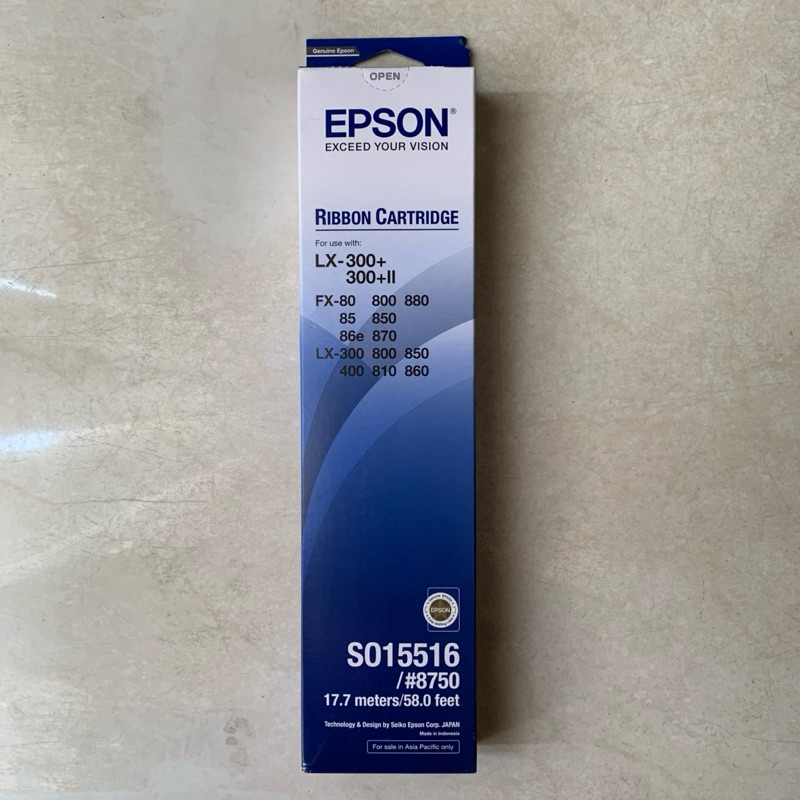 Genuine Epson
OPEN
EPSON®
EXCEED YOUR VISION
RIBBON CARTRIDGE
For use with:
LX-300+
300+II
FX-80 800 880
85 850
86e 870
LX-300 800 850
400 810 860
EPSON
S015516
/#8750
17.7 meters/58.0 feet
Technology & Design by Seiko Epson Corp. JAPAN
Made in Indonesia
For sale in Asia Pacific only